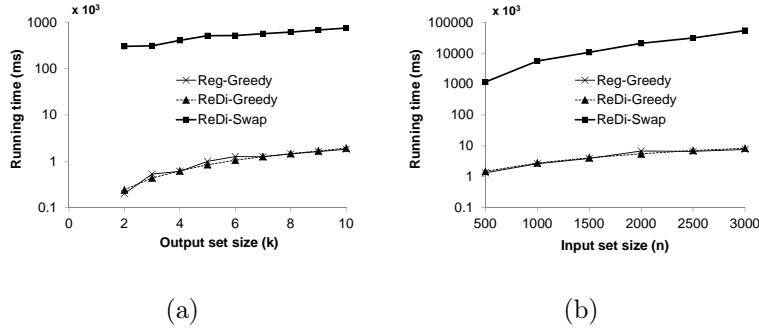 x 10³
1000
100
10
1
0.1
Running time (ms)
Reg-Greedy
ReDi-Greedy
ReDi-Swap
0 2 4 6 8 10
Output set size (k)
(a)
x 10³
100000
10000
1000
100
10
1
0.1
Running time (ms)
Reg-Greedy
ReDi-Greedy
ReDi-Swap
500 1000 1500 2000 2500 3000
Input set size (n)
(b)